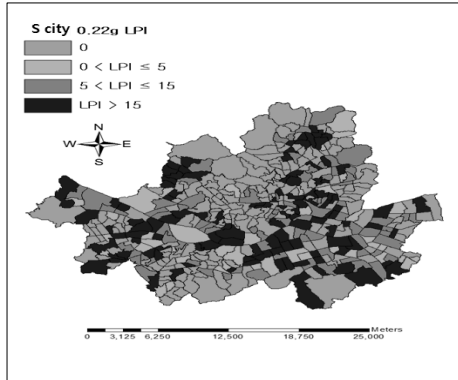 S city 0.22g LPI
0
0 < LPI ≤ 5
5 < LPI ≤ 15
LPI > 15
N
W E
S
Meters
0 3,125 6,250 12,500 18,750 25,000